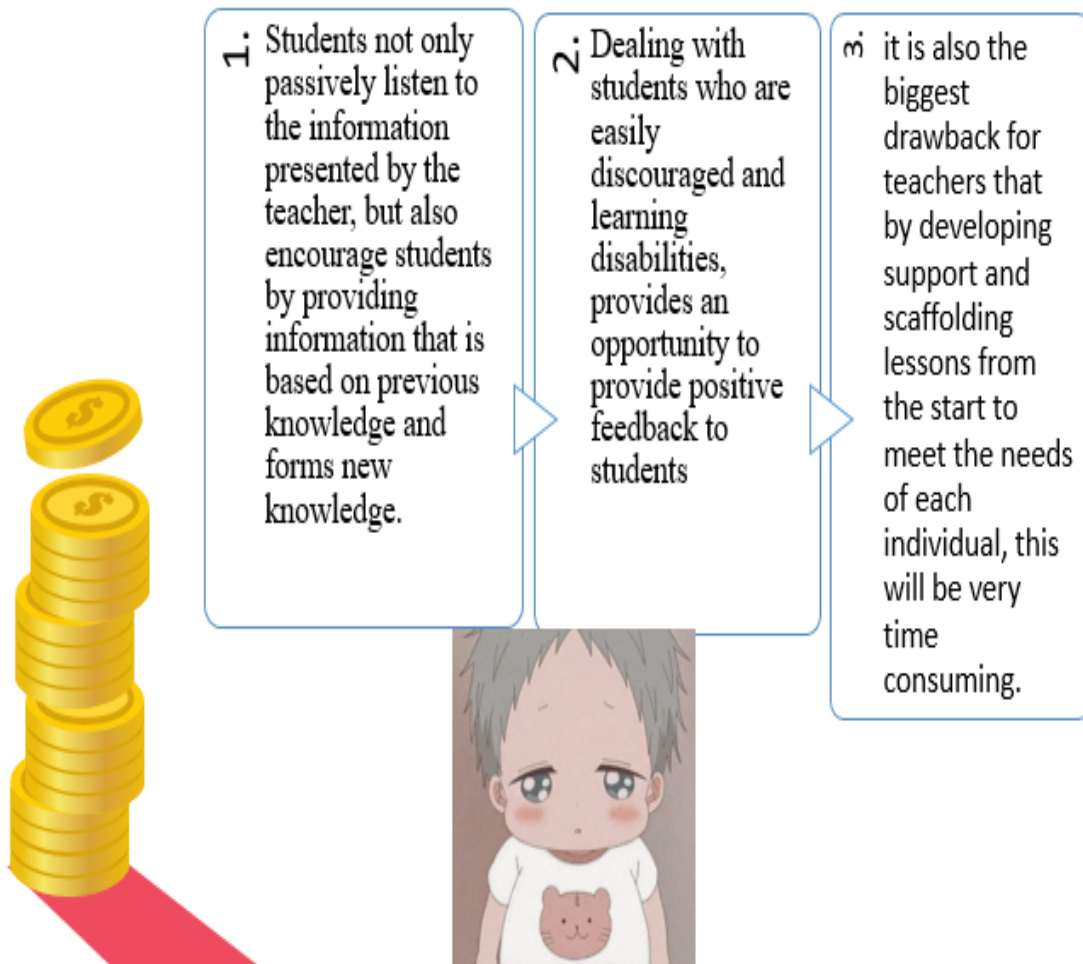 1. Students not only
passively listen to
the information
presented by the
teacher, but also
encourage students
by providing
information that is
based on previous
knowledge and
forms new
knowledge.
2. Dealing with
students who are
easily
discouraged and
learning
disabilities,
provides an
opportunity to
provide positive
feedback to
students
3. it is also the
biggest
drawback for
teachers that
by developing
support and
scaffolding
lessons from
the start to
meet the needs
of each
individual, this
will be very
time
consuming.
$
$